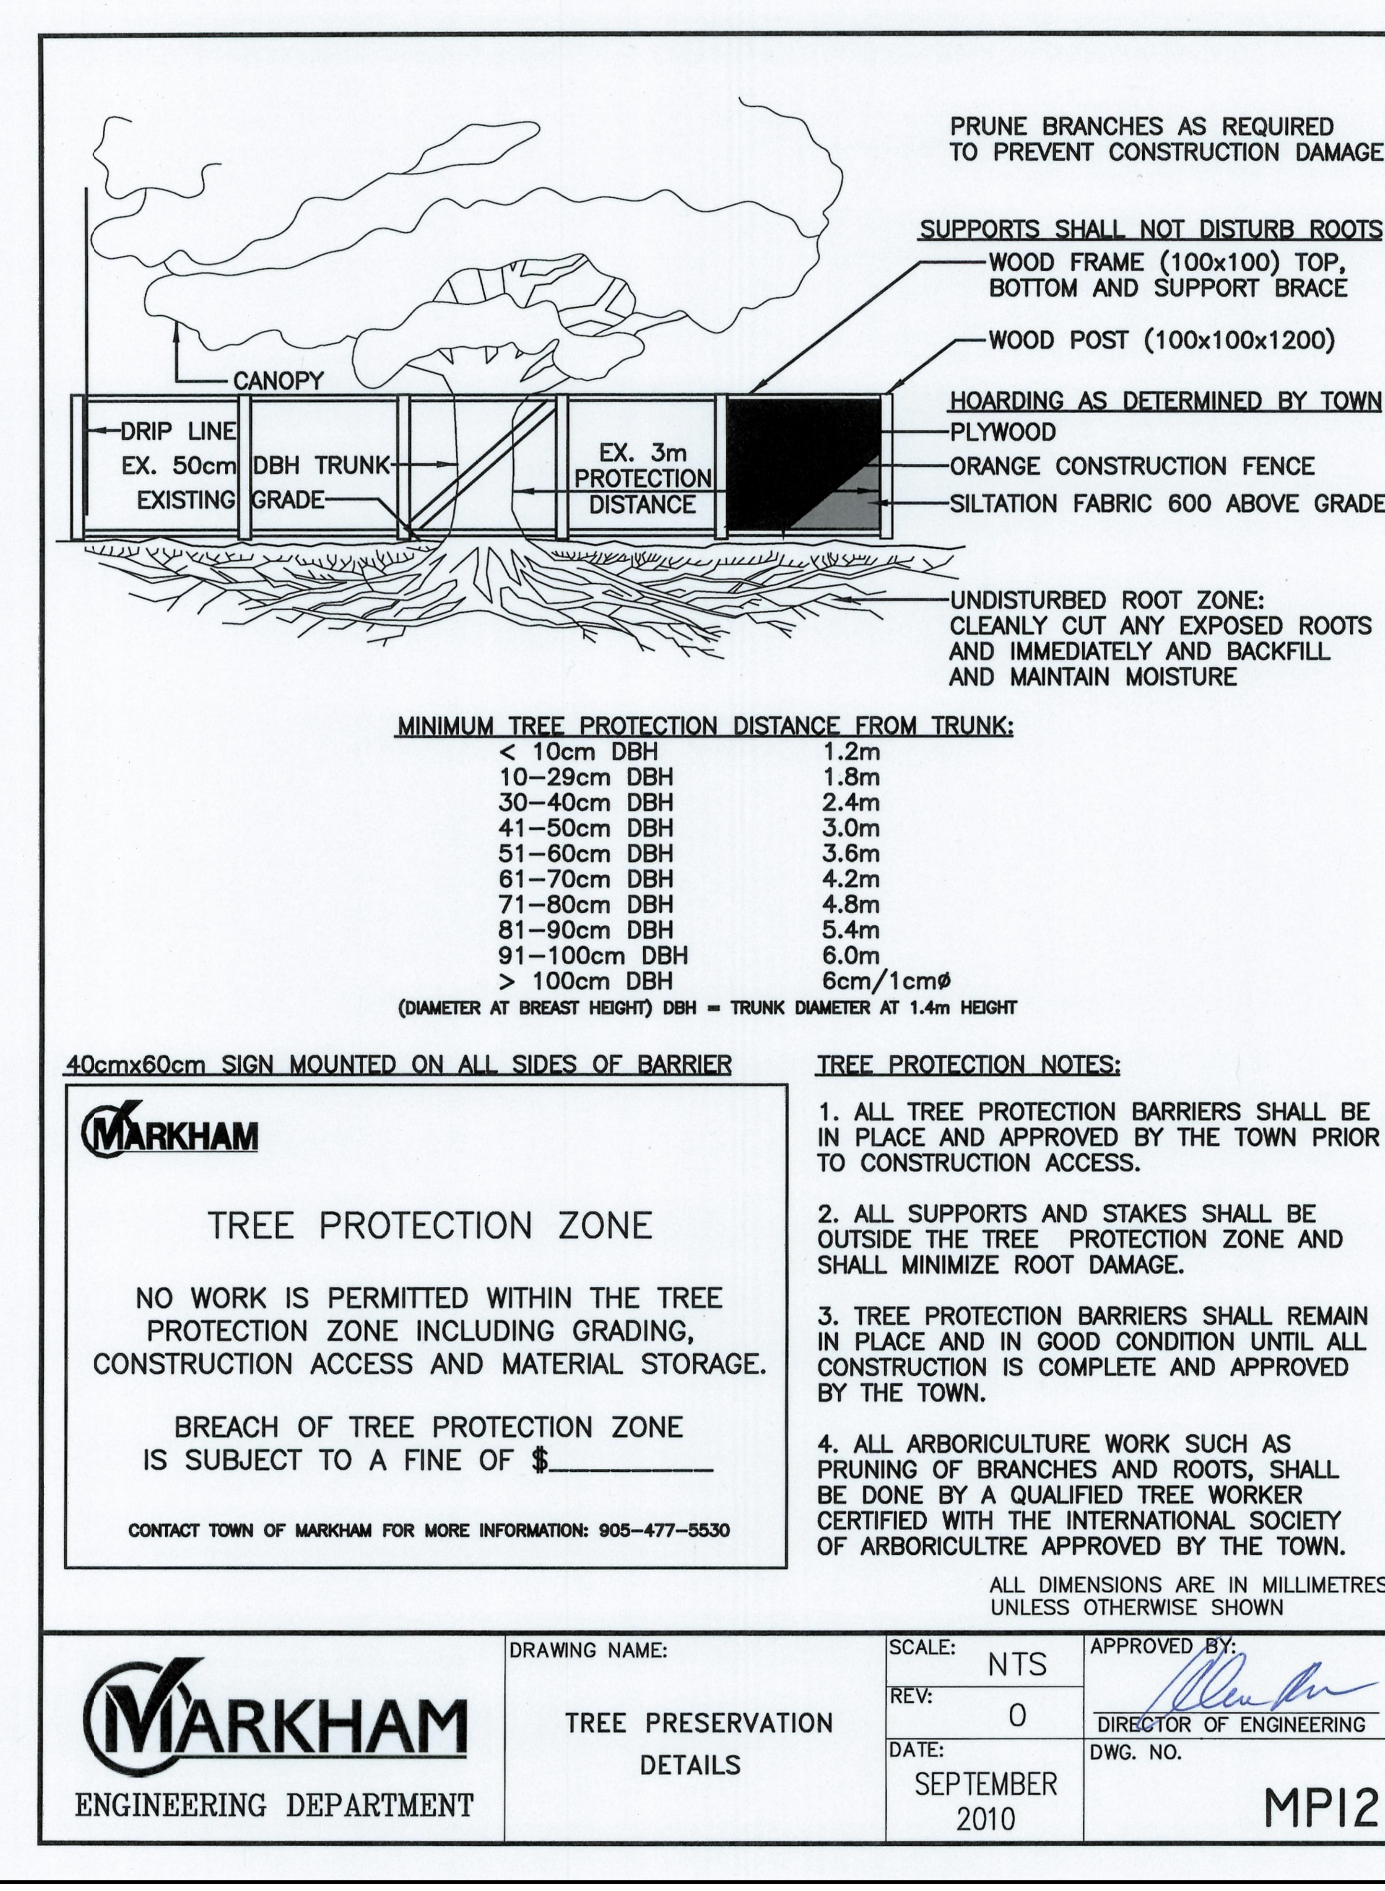 PRUNE BRANCHES AS REQUIRED
TO PREVENT CONSTRUCTION DAMAGE
SUPPORTS SHALL NOT DISTURB ROOTS
WOOD FRAME (100x100) TOP,
BOTTOM AND SUPPORT BRACE
WOOD POST (100x100x1200)
CANOPY
HOARDING AS DETERMINED BY TOWN
DRIP LINE
PLYWOOD
EX. 50cm DBH TRUNK
EX. 3m
PROTECTION
DISTANCE
ORANGE CONSTRUCTION FENCE
EXISTING GRADE
SILTATION FABRIC 600 ABOVE GRADE
UNDISTURBED ROOT ZONE:
CLEANLY CUT ANY EXPOSED ROOTS
AND IMMEDIATELY AND BACKFILL
AND MAINTAIN MOISTURE
MINIMUM TREE PROTECTION DISTANCE FROM TRUNK:
< 10cm DBH 1.2m
10-29cm DBH 1.8m
30-40cm DBH 2.4m
41-50cm DBH 3.0m
51-60cm DBH 3.6m
61-70cm DBH 4.2m
71-80cm DBH 4.8m
81-90cm DBH 5.4m
91-100cm DBH 6.0m
> 100cm DBH 6cm/1cmø
(DIAMETER AT BREAST HEIGHT) DBH = TRUNK DIAMETER AT 1.4m HEIGHT
40cmx60cm SIGN MOUNTED ON ALL SIDES OF BARRIER
MARKHAM
TREE PROTECTION ZONE
NO WORK IS PERMITTED WITHIN THE TREE
PROTECTION ZONE INCLUDING GRADING,
CONSTRUCTION ACCESS AND MATERIAL STORAGE.
BREACH OF TREE PROTECTION ZONE
IS SUBJECT TO A FINE OF $__________
CONTACT TOWN OF MARKHAM FOR MORE INFORMATION: 905-477-5530
TREE PROTECTION NOTES:
1. ALL TREE PROTECTION BARRIERS SHALL BE
IN PLACE AND APPROVED BY THE TOWN PRIOR
TO CONSTRUCTION ACCESS.
2. ALL SUPPORTS AND STAKES SHALL BE
OUTSIDE THE TREE PROTECTION ZONE AND
SHALL MINIMIZE ROOT DAMAGE.
3. TREE PROTECTION BARRIERS SHALL REMAIN
IN PLACE AND IN GOOD CONDITION UNTIL ALL
CONSTRUCTION IS COMPLETE AND APPROVED
BY THE TOWN.
4. ALL ARBORICULTURE WORK SUCH AS
PRUNING OF BRANCHES AND ROOTS, SHALL
BE DONE BY A QUALIFIED TREE WORKER
CERTIFIED WITH THE INTERNATIONAL SOCIETY
OF ARBORICULTRE APPROVED BY THE TOWN.
ALL DIMENSIONS ARE IN MILLIMETRES
UNLESS OTHERWISE SHOWN
MARKHAM
ENGINEERING DEPARTMENT
DRAWING NAME:
TREE PRESERVATION
DETAILS
SCALE: NTS
REV: 0
DATE:
SEPTEMBER
2010
APPROVED BY:
DIRECTOR OF ENGINEERING
DWG. NO.
MP12